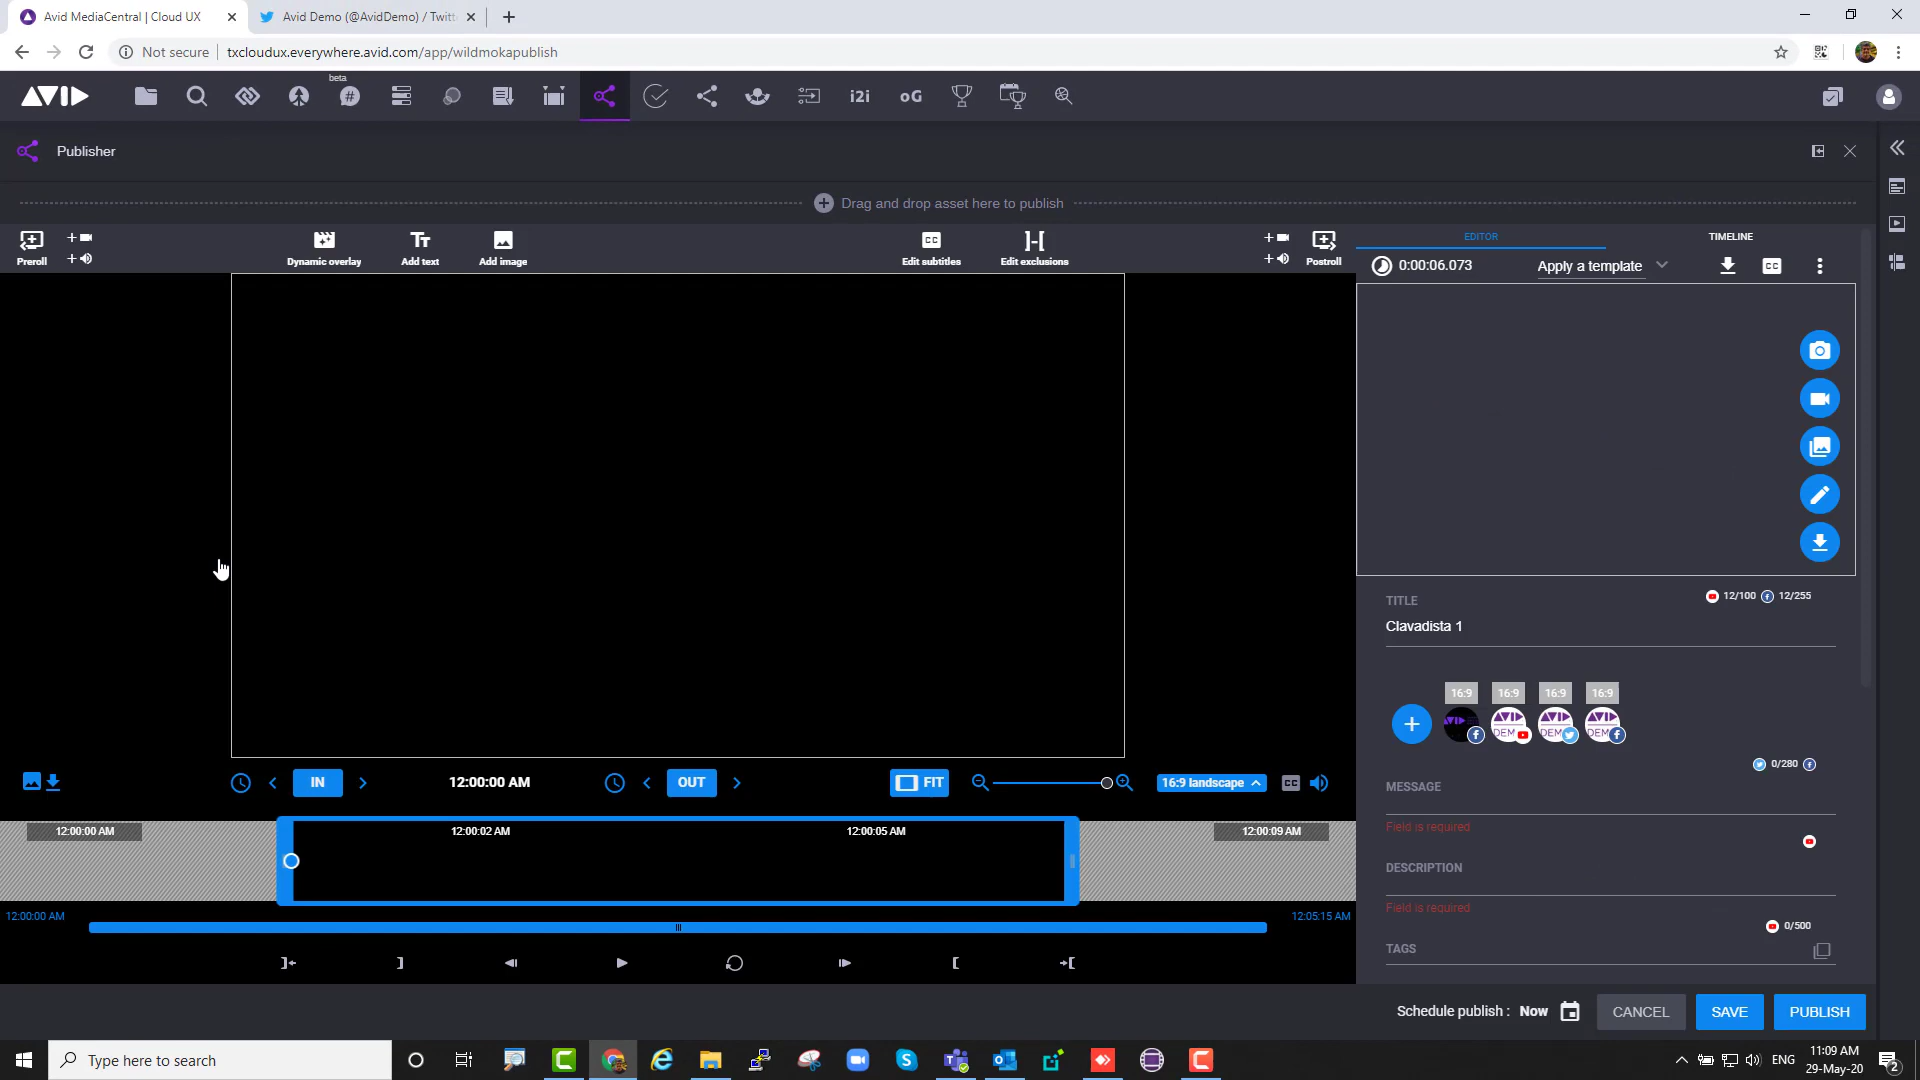 Avid MediaCentral | Cloud UX
Avid Demo (@AvidDemo) / Twitt
Not secure
txcloudux.everywhere.avid.com/app/wildmokapublish
beta
AVID
i2i
oG
Publisher
Drag and drop asset here to publish
Preroll
Dynamic overlay
Add text
Add image
Edit subtitles
Edit exclusions
Postroll
EDITOR
TIMELINE
0:00:06.073
Apply a template
TITLE
12/100
12/255
Clavadista 1
16:9
16:9
16:9
16:9
0/280
MESSAGE
Field is required
DESCRIPTION
Field is required
0/500
TAGS
IN
12:00:00 AM
OUT
FIT
16:9 landscape
12:00:00 AM
12:00:02 AM
12:00:05 AM
12:00:09 AM
12:00:00 AM
12:05:15 AM
Schedule publish : Now
CANCEL
SAVE
PUBLISH
Type here to search
ENG
11:09 AM
29-May-20
2